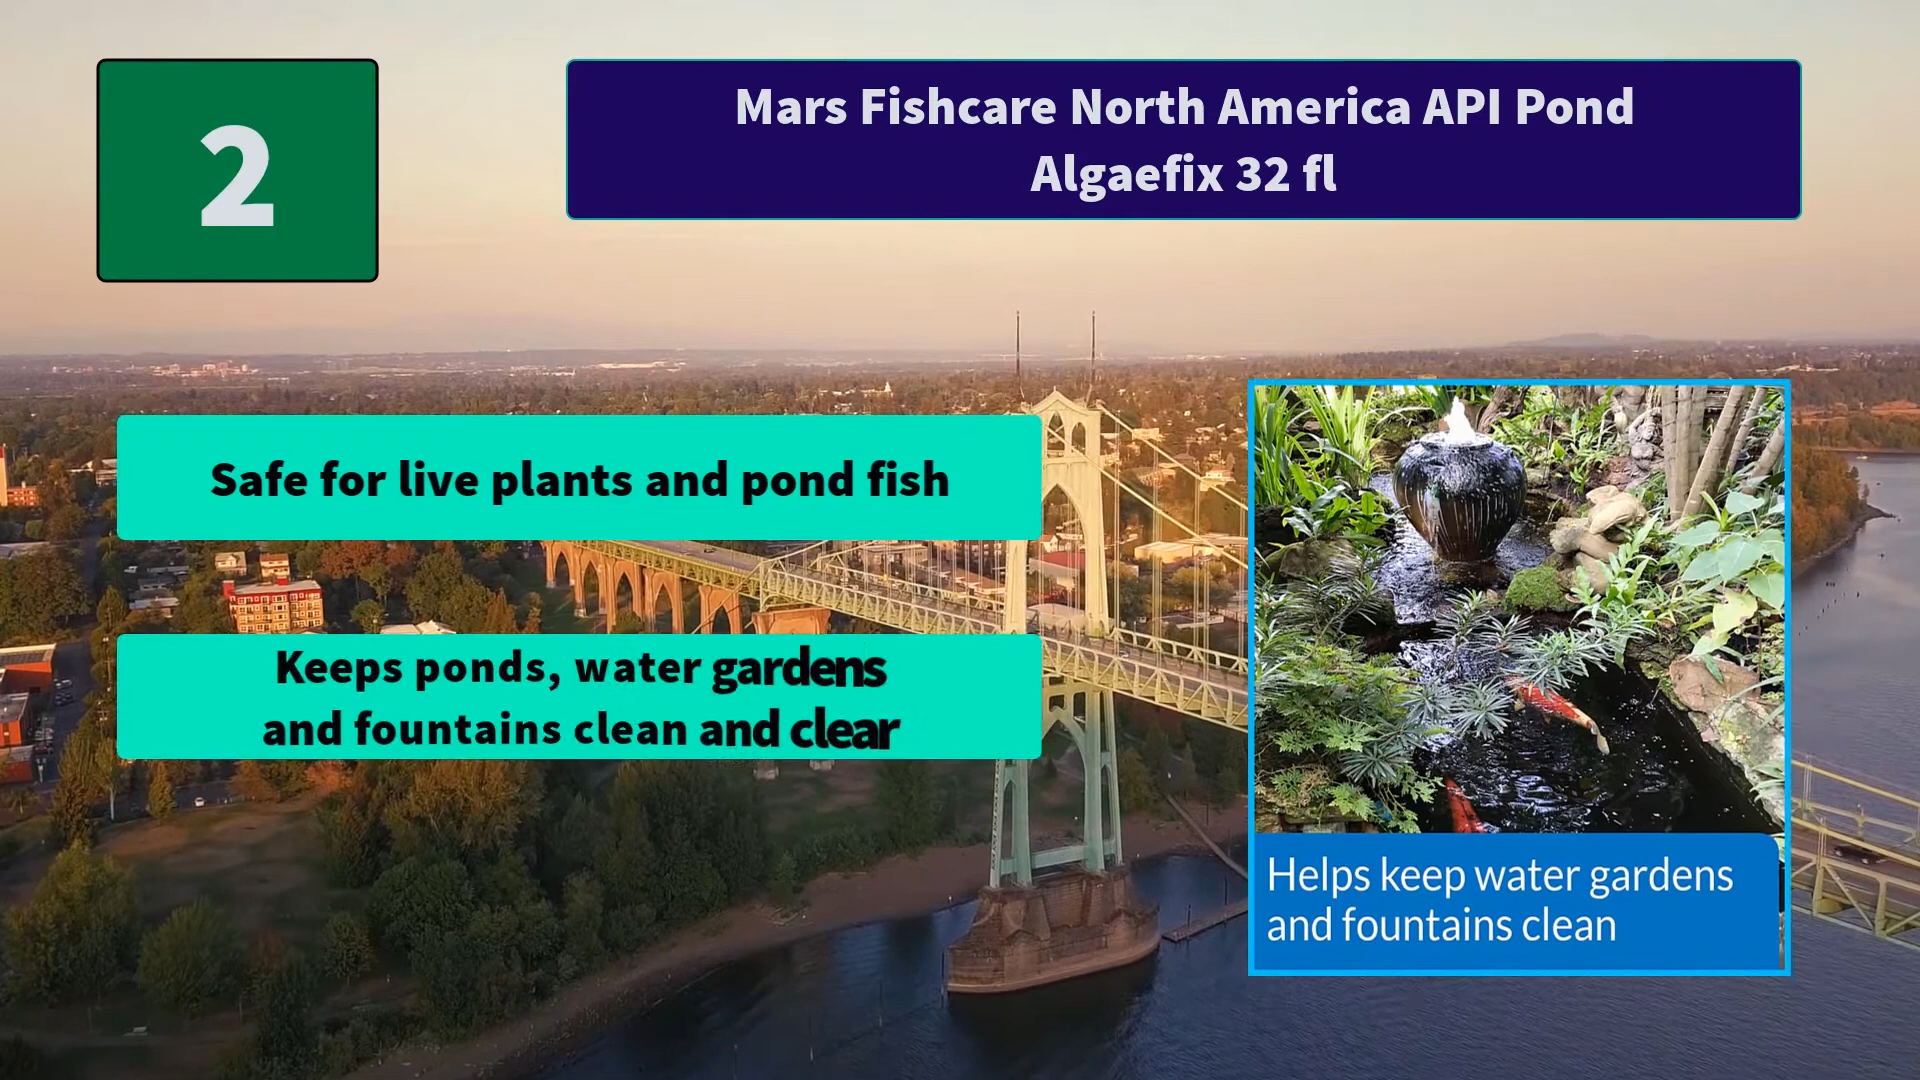 2
Mars Fishcare North America API Pond
Algaefix 32 fl
Safe for live plants and pond fish
Keeps ponds, water gardens
and fountains clean and clear
Helps keep water gardens
and fountains clean